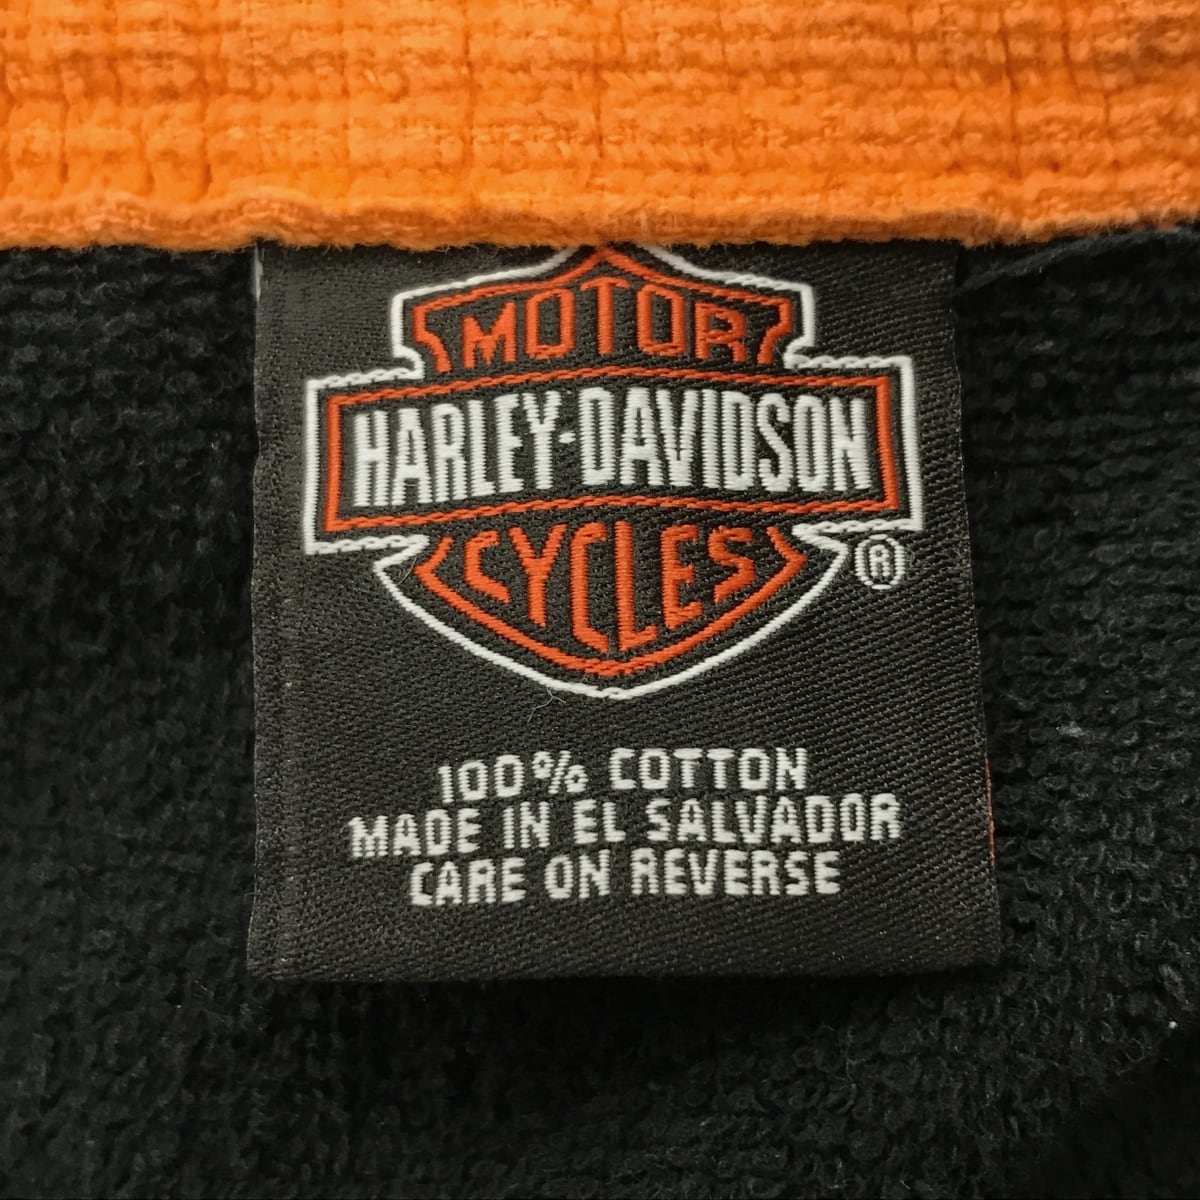 MOTOR
HARLEY-DAVIDSON
CYCLES
®
100% COTTON
MADE IN EL SALVADOR
CARE ON REVERSE